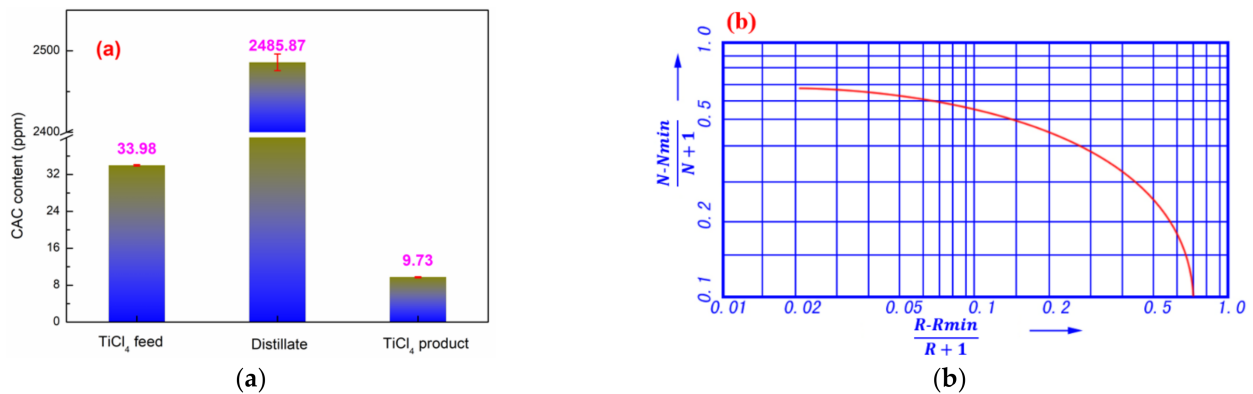 (a)
CAC content (ppm)
2500
2400
32
24
16
8
0
33.98
2485.87
9.73
TiCl4 feed
Distillate
TiCl4 product
(a)
(b)
N-Nmin
N + 1
1.0
0.5
0.2
0.1
0.01 0.02 0.05 0.1 0.2 0.5 1.0
R-Rmin
R + 1
(b)